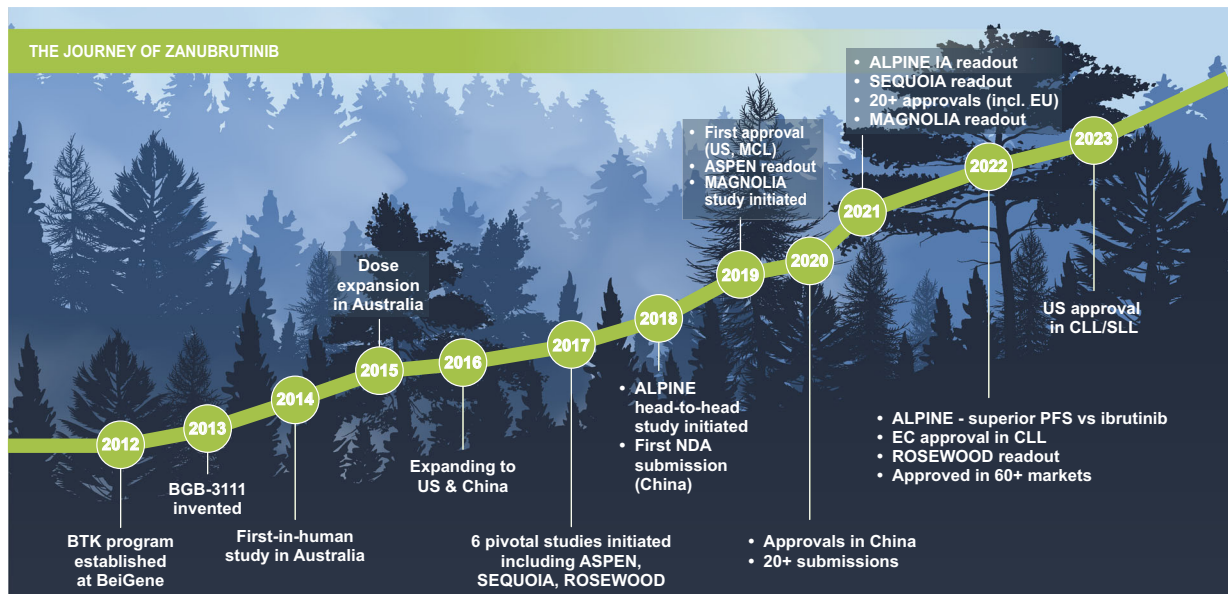 THE JOURNEY OF ZANUBRUTINIB
2012
BTK program
established
at BeiGene
2013
BGB-3111
invented
2014
First-in-human
study in Australia
Dose
expansion
in Australia
2015
2016
Expanding to
US & China
2017
6 pivotal studies initiated
including ASPEN,
SEQUOIA, ROSEWOOD
2018
• ALPINE
head-to-head
study initiated
• First NDA
submission
(China)
• First approval
(US, MCL)
• ASPEN readout
• MAGNOLIA
study initiated
2019
2020
• Approvals in China
• 20+ submissions
• ALPINE IA readout
• SEQUOIA readout
• 20+ approvals (incl. EU)
• MAGNOLIA readout
2021
2022
• ALPINE - superior PFS vs ibrutinib
• EC approval in CLL
• ROSEWOOD readout
• Approved in 60+ markets
2023
US approval
in CLL/SLL